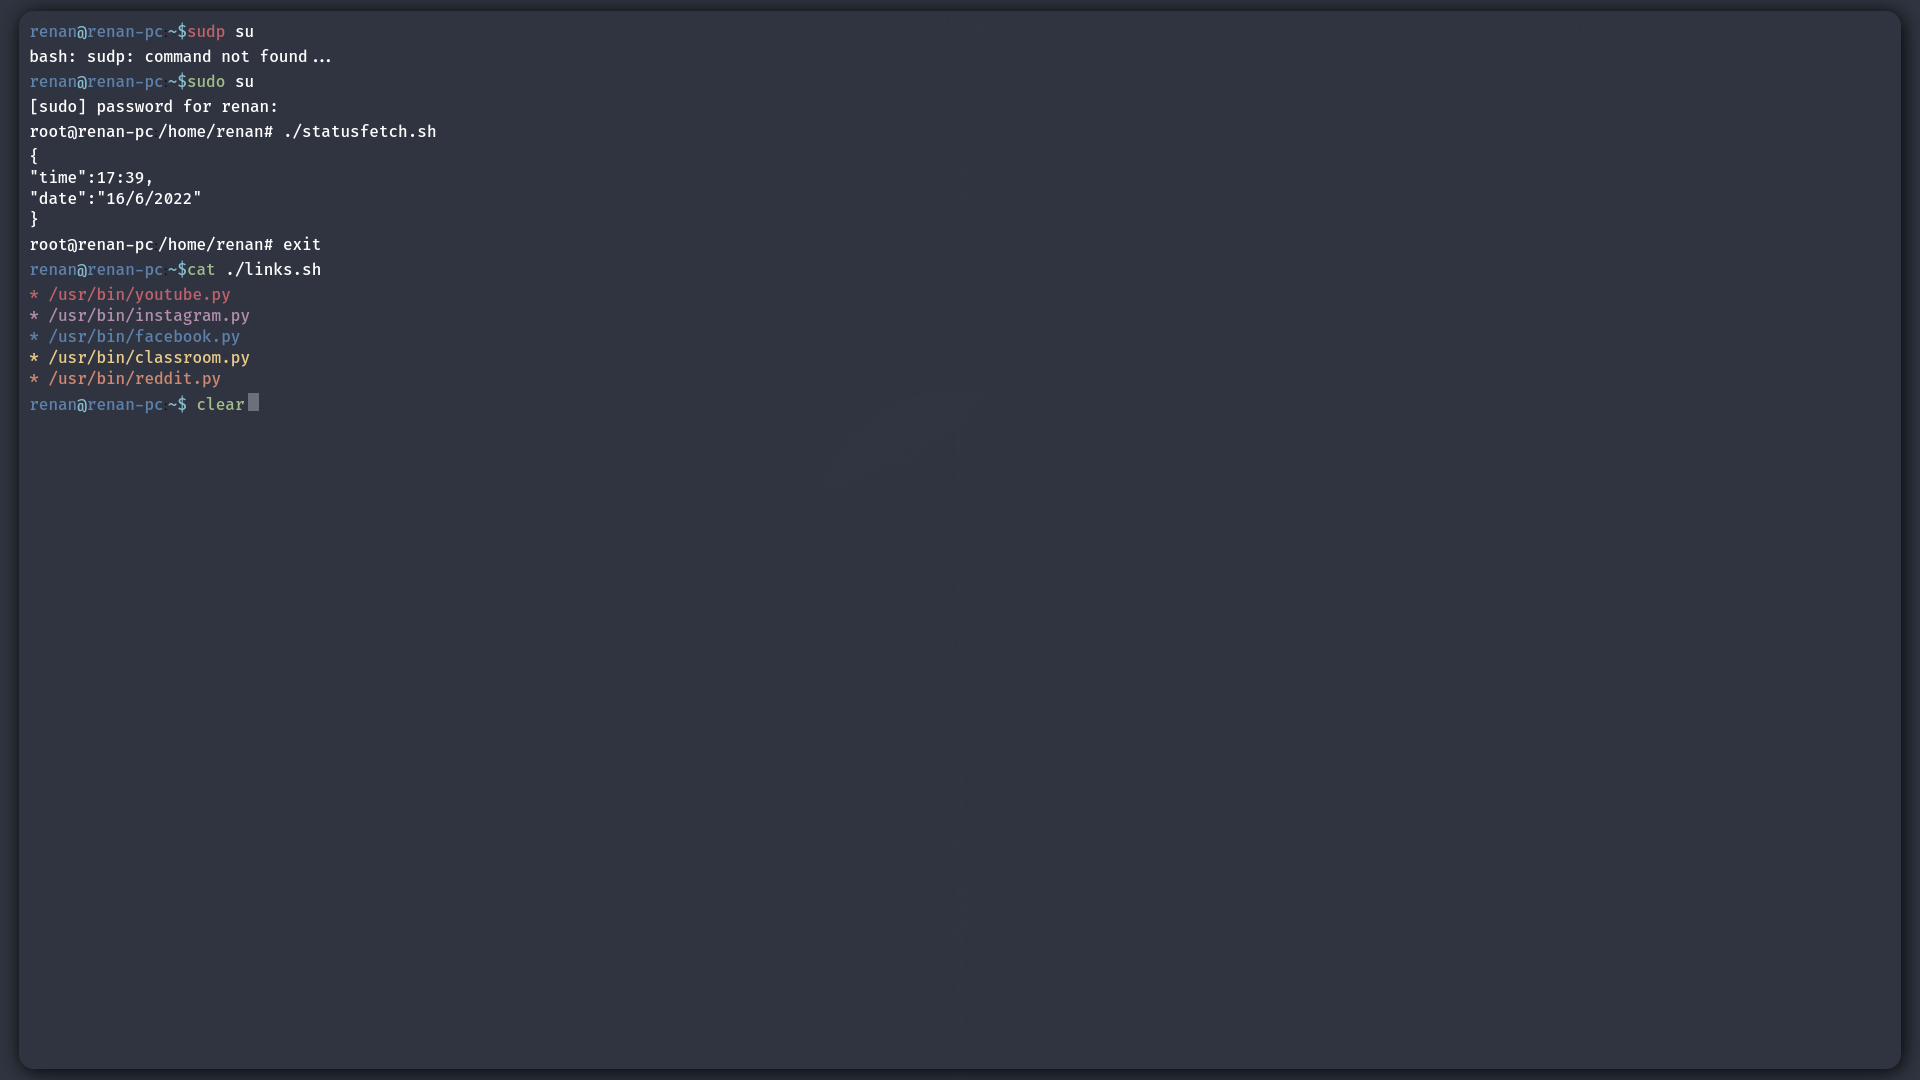 renan@renan-pc:~$sudp su
bash: sudp: command not found...
renan@renan-pc:~$sudo su
[sudo] password for renan:
root@renan-pc:/home/renan# ./statusfetch.sh
{
"time":17:39,
"date":"16/6/2022"
}
root@renan-pc:/home/renan# exit
renan@renan-pc:~$cat ./links.sh
* /usr/bin/youtube.py
* /usr/bin/instagram.py
* /usr/bin/facebook.py
* /usr/bin/classroom.py
* /usr/bin/reddit.py
renan@renan-pc:~$ clear